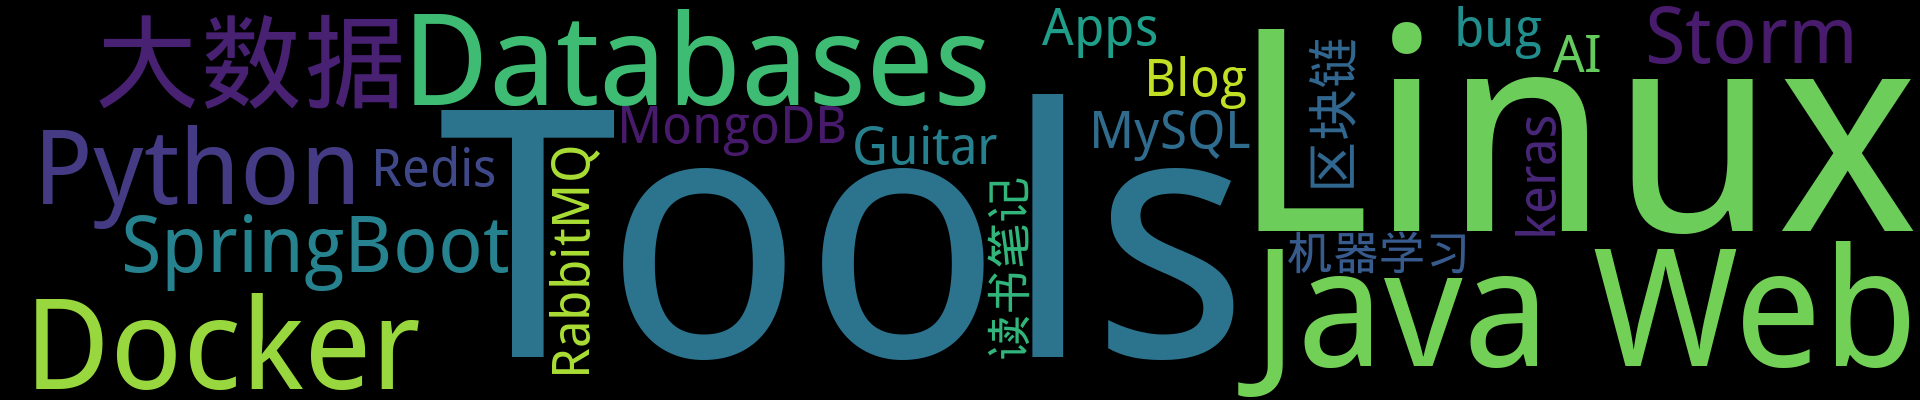 大数据
Databases
Apps
Blog
bug
AI
Storm
Linux
Python
Redis
MongoDB
Guitar
MySQL
区块链
keras
SpringBoot
RabbitMQ
Tools
读书笔记
机器学习
Java Web
Docker